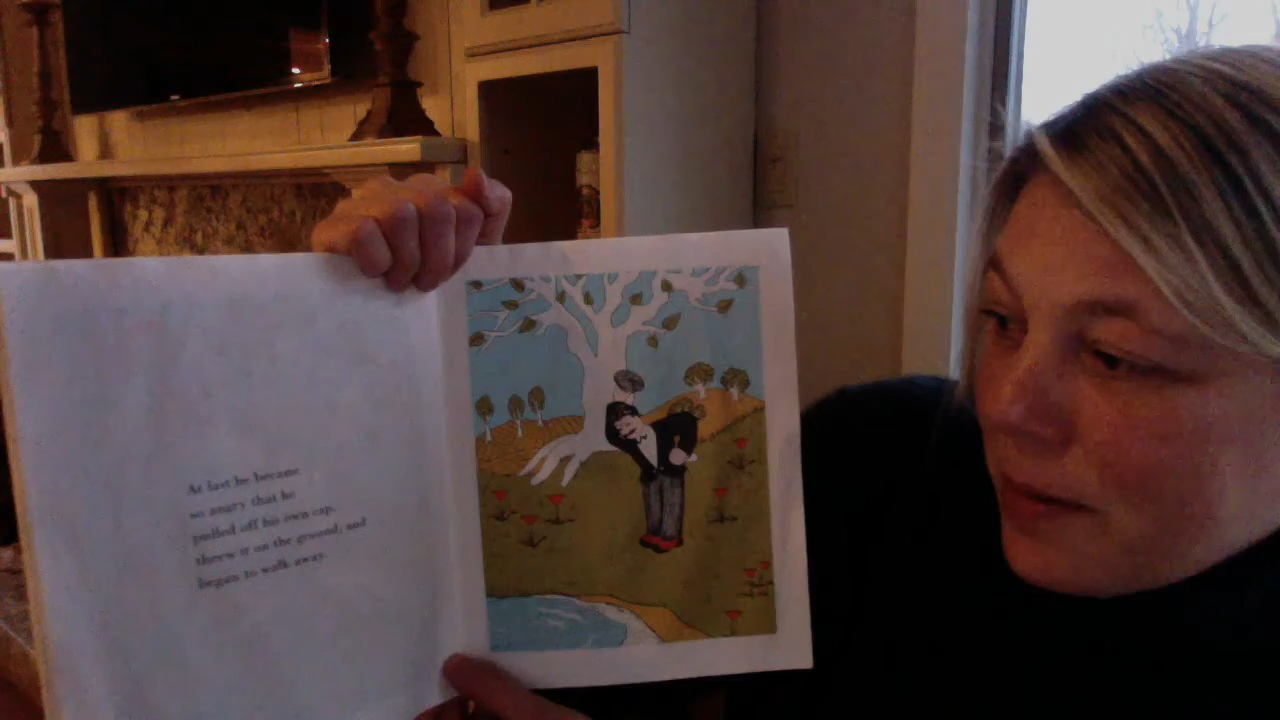 At last he became
so angry that he
pulled off his own cap,
threw it on the ground, and
began to walk away.